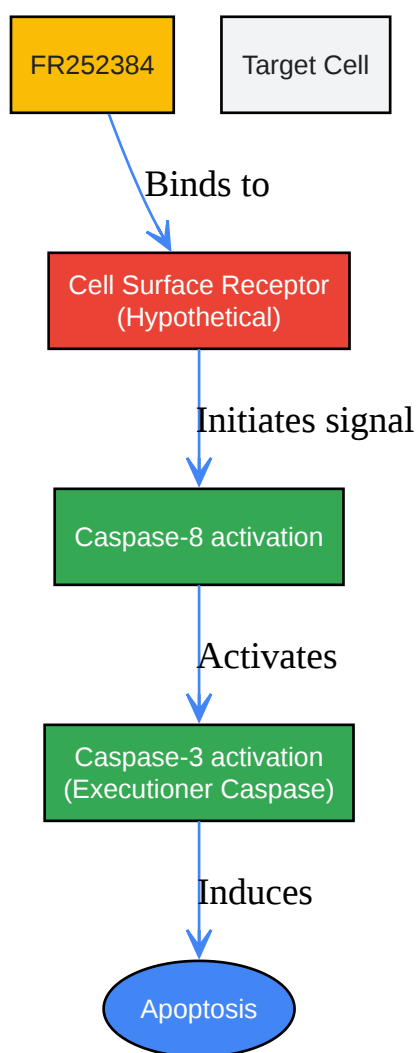 FR252384
Target Cell
Binds to
Cell Surface Receptor
(Hypothetical)
Initiates signal
Caspase-8 activation
Activates
Caspase-3 activation
(Executioner Caspase)
Induces
Apoptosis